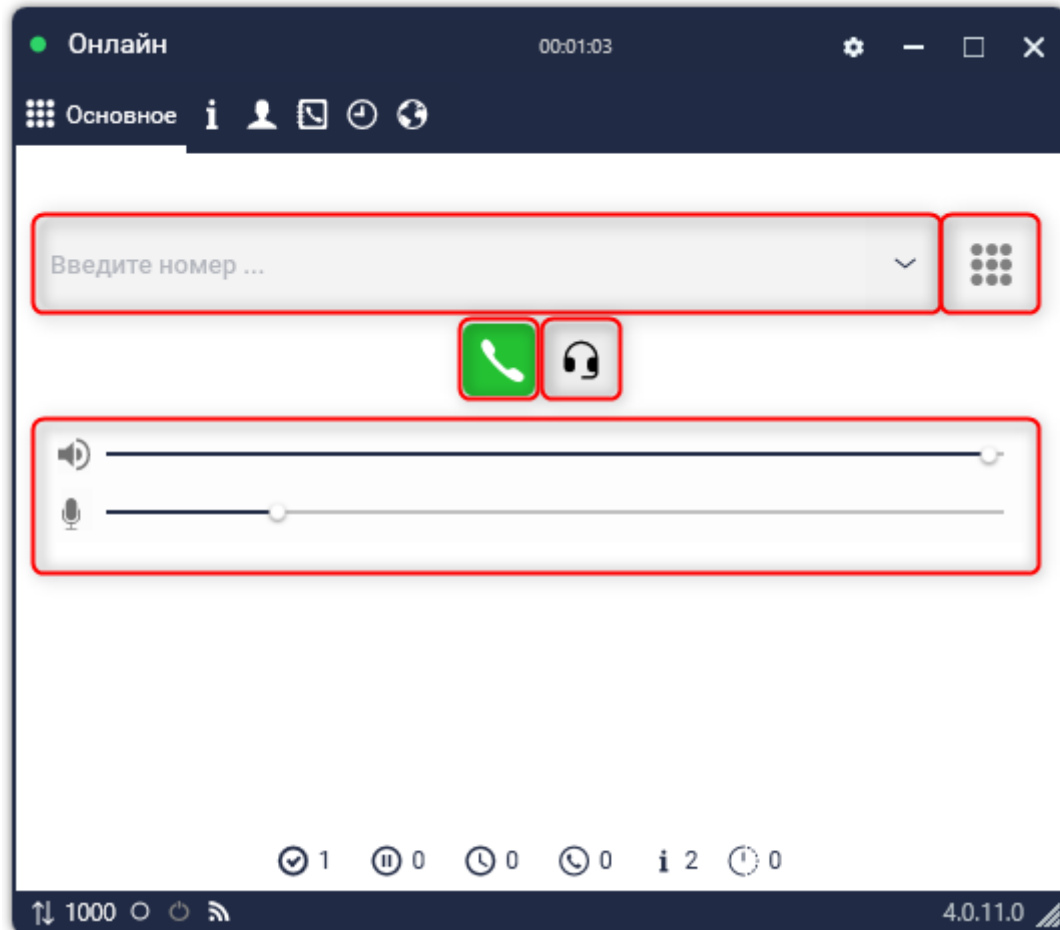 Онлайн 00:01:03
Основное
Введите номер ...
1 0 0 0 2 0
1000 4.0.11.0